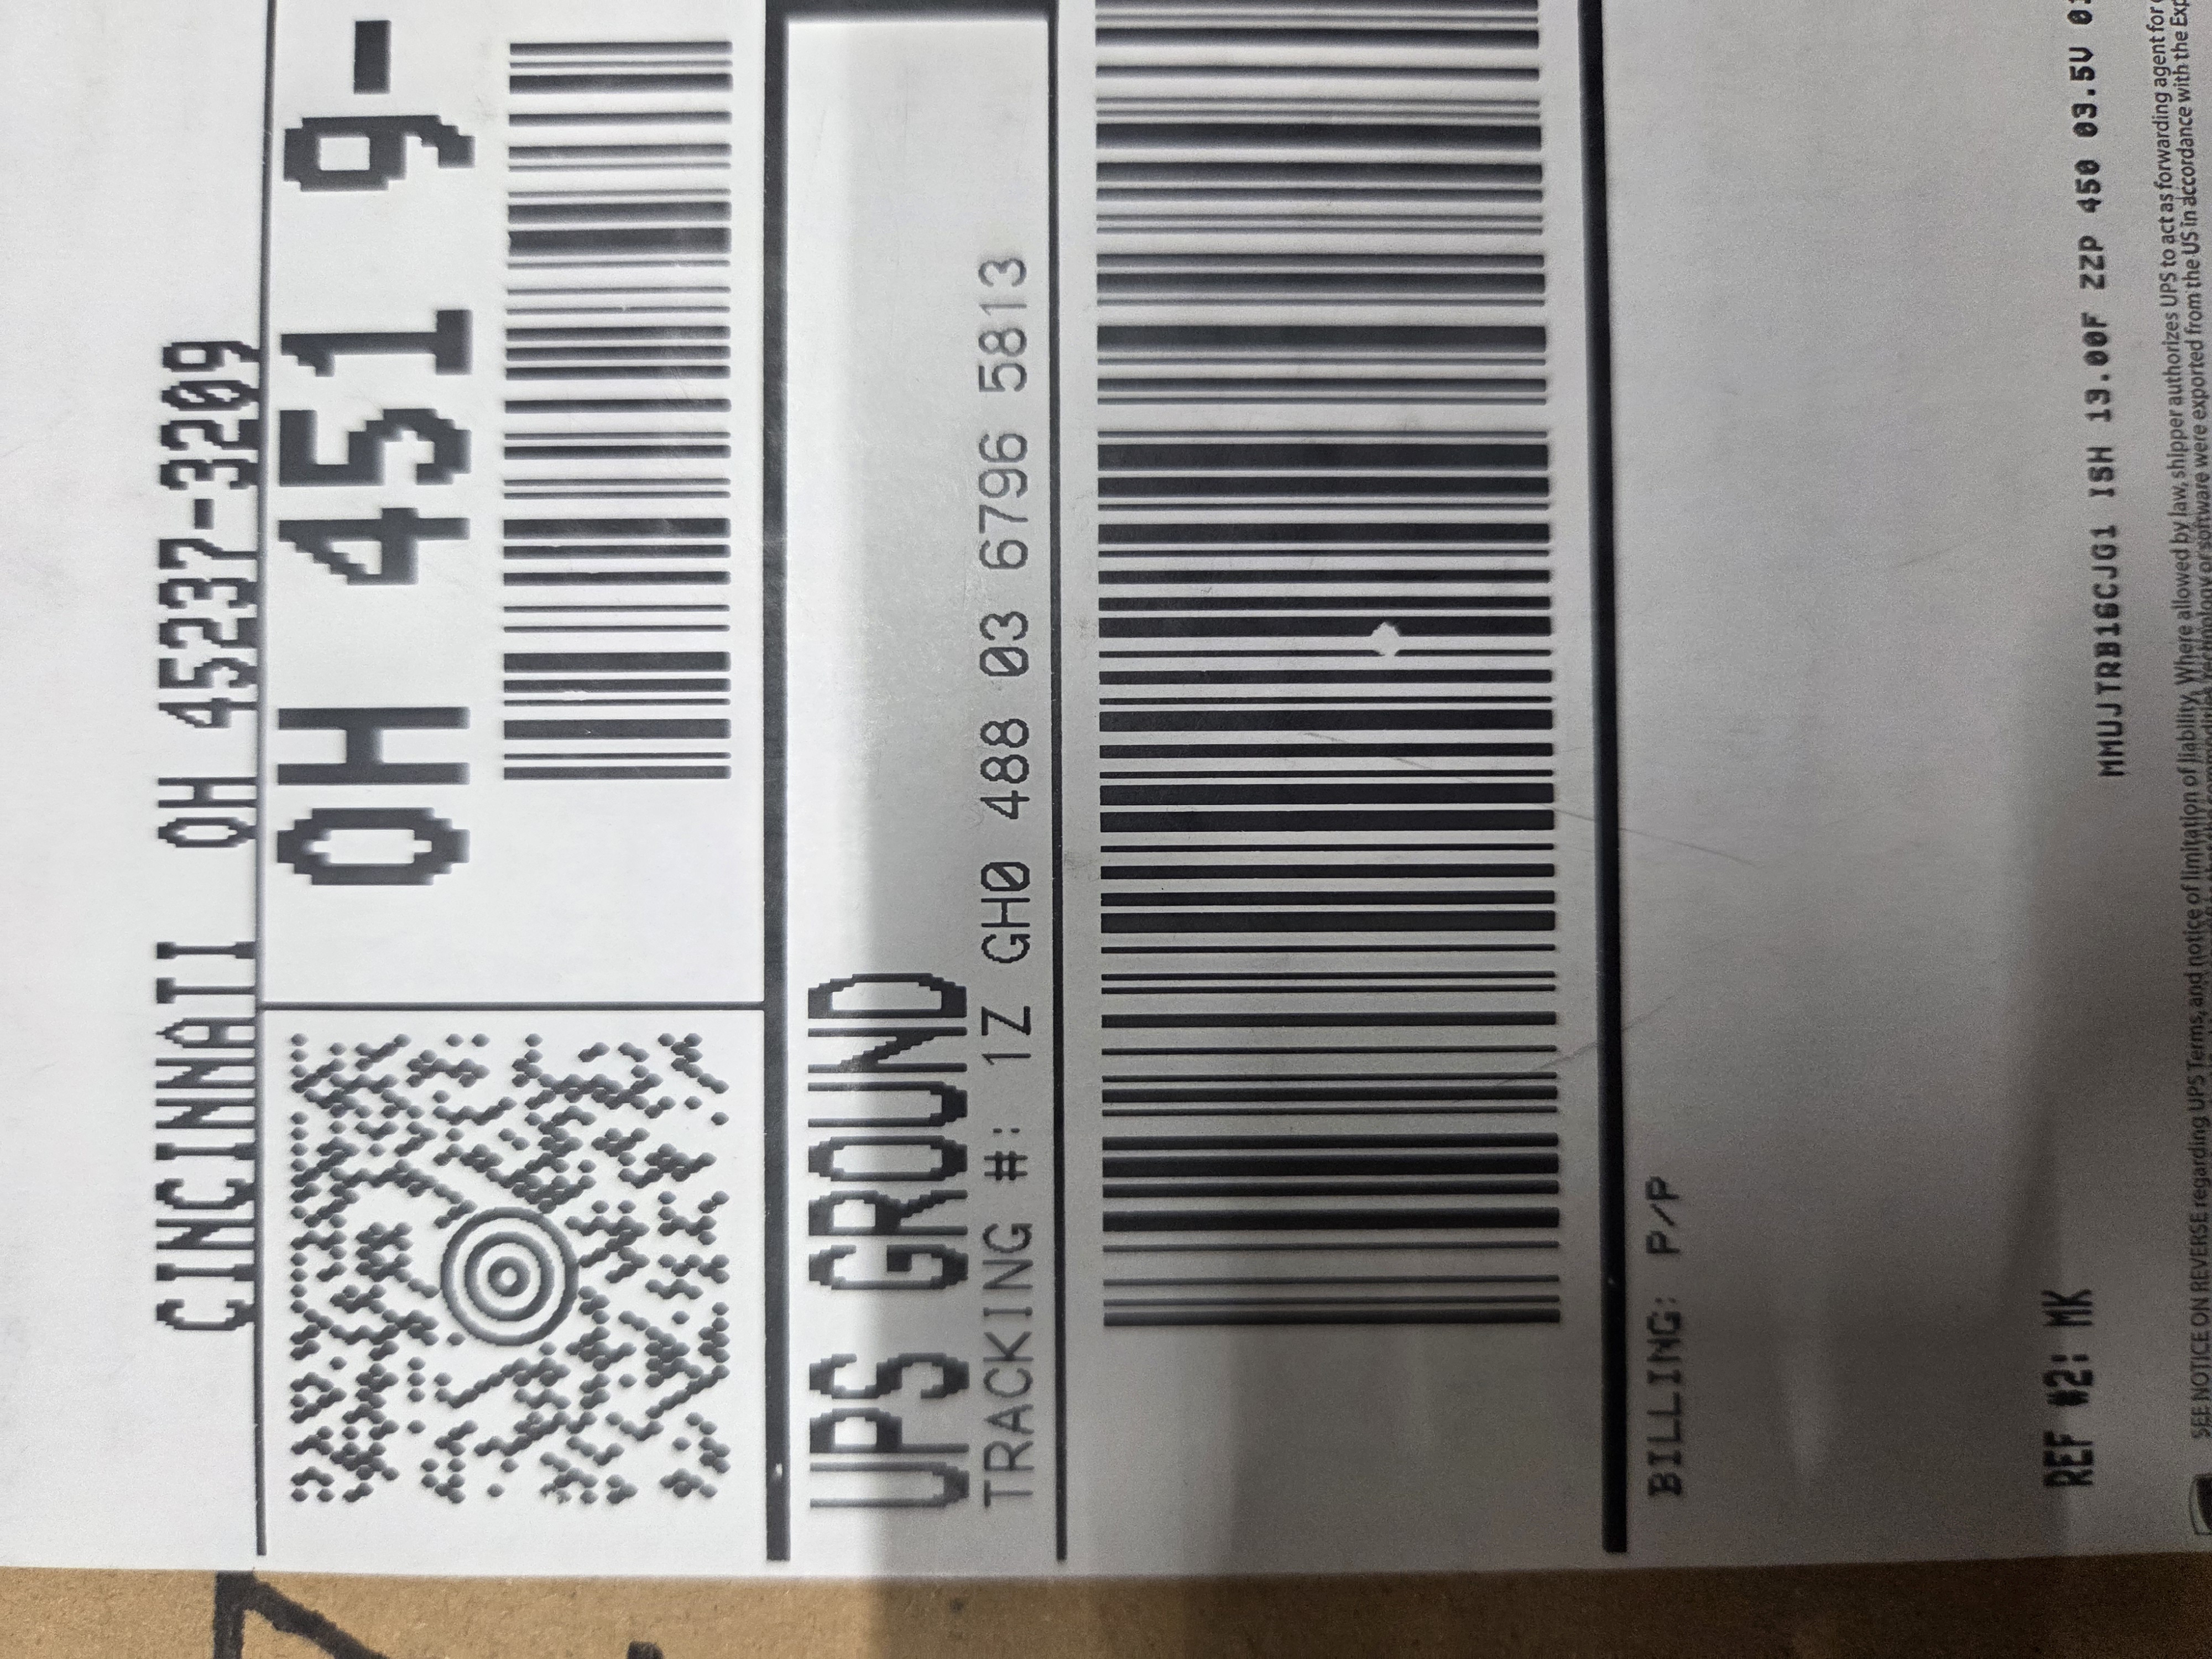 CINCINNATI OH 45237-3209
OH 451 9-
UPS GROUND
TRACKING #: 1Z GH0 488 03 6796 5813
BILLING: P/P
REF #2: MK
MMUJTRB16CJG1 ISH 13.00F ZZP 450 03.5V 03
SEE NOTICE ON REVERSE regarding UPS Terms, and notice of limitation of liability. Where allowed by law, shipper authorizes UPS to act as forwarding agent for
software were exported from the US in accordance with the Exp